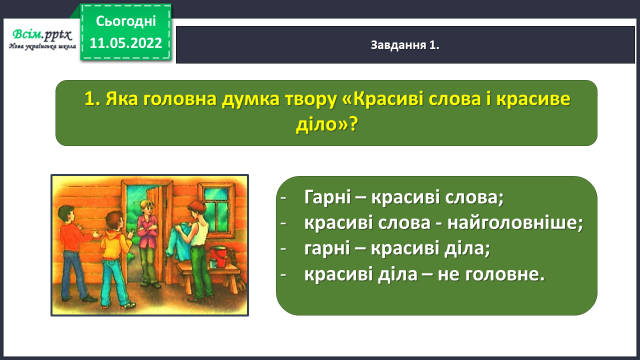 Всім.pptx
Нова українська школа
Сьогодні
11.05.2022
Завдання 1.
1. Яка головна думка твору «Красиві слова і красиве
діло»?
- Гарні – красиві слова;
- красиві слова - найголовніше;
- гарні – красиві діла;
- красиві діла – не головне.